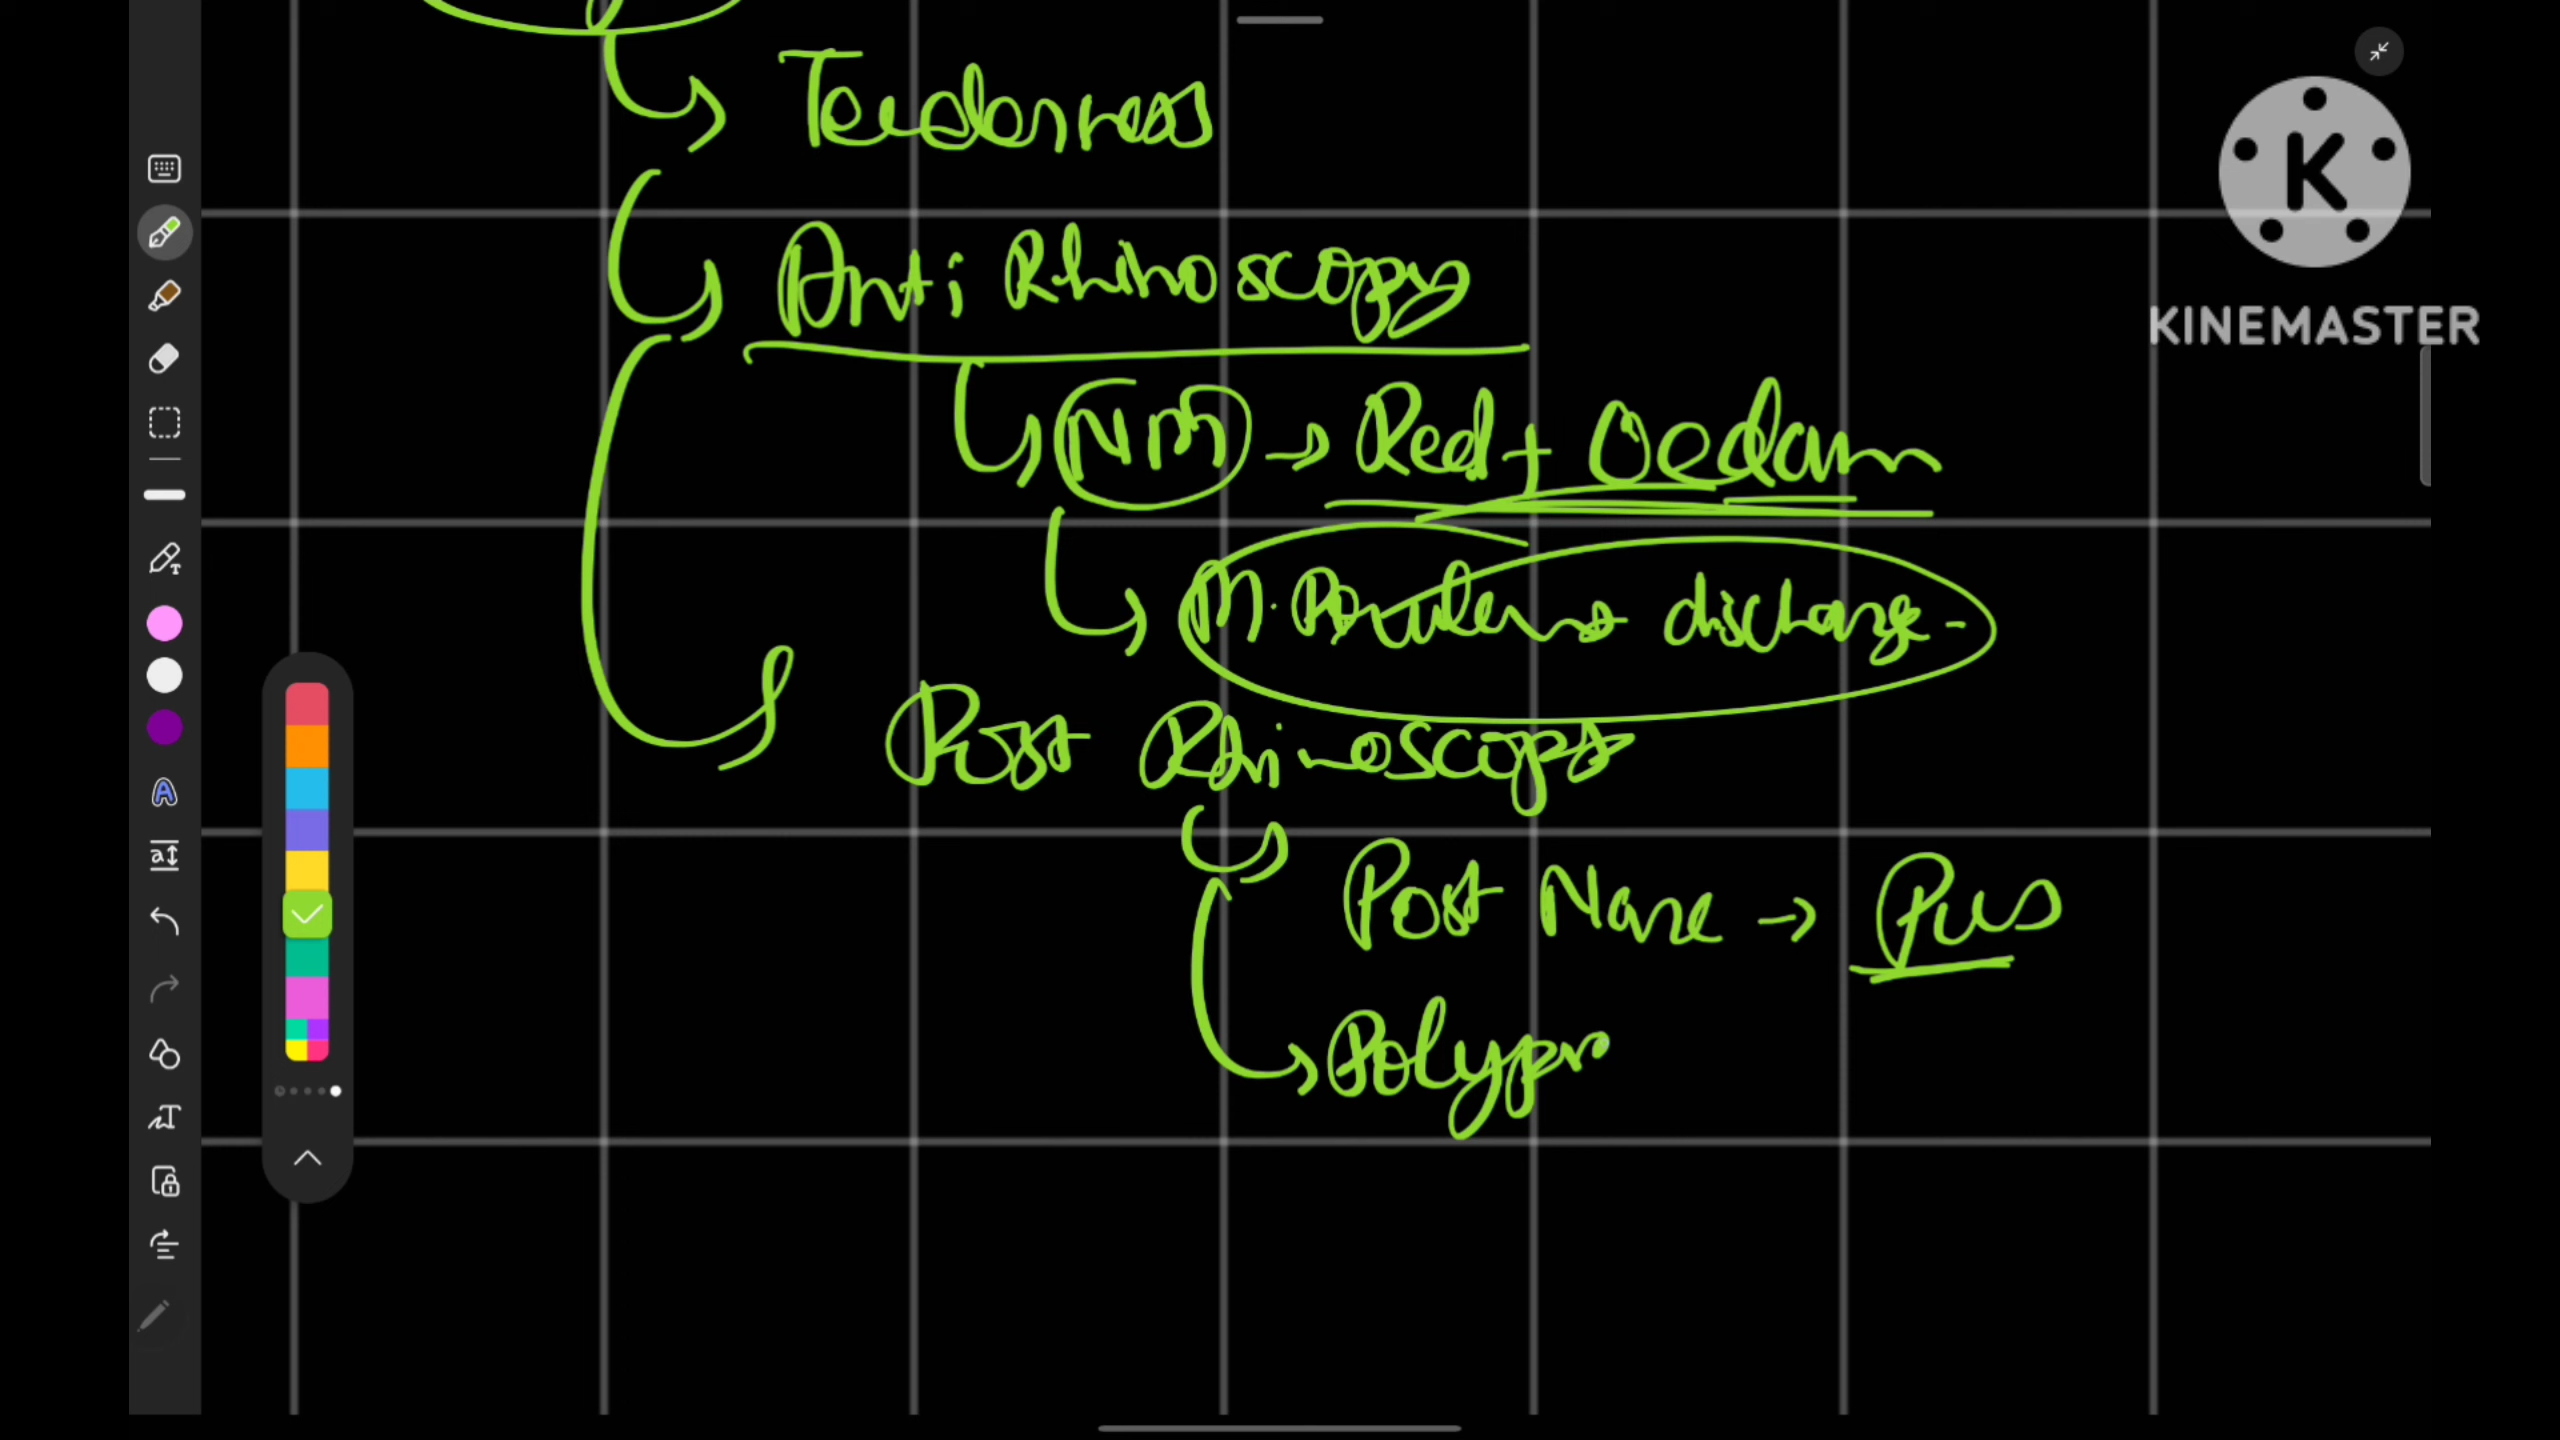 Tenderness
Anti Rhinoscopy
NM → Red + Oedam
M. Purulent discharge -
Post Rhinoscopy
Post Nare → Pus
Polyp
K
KINEMASTER